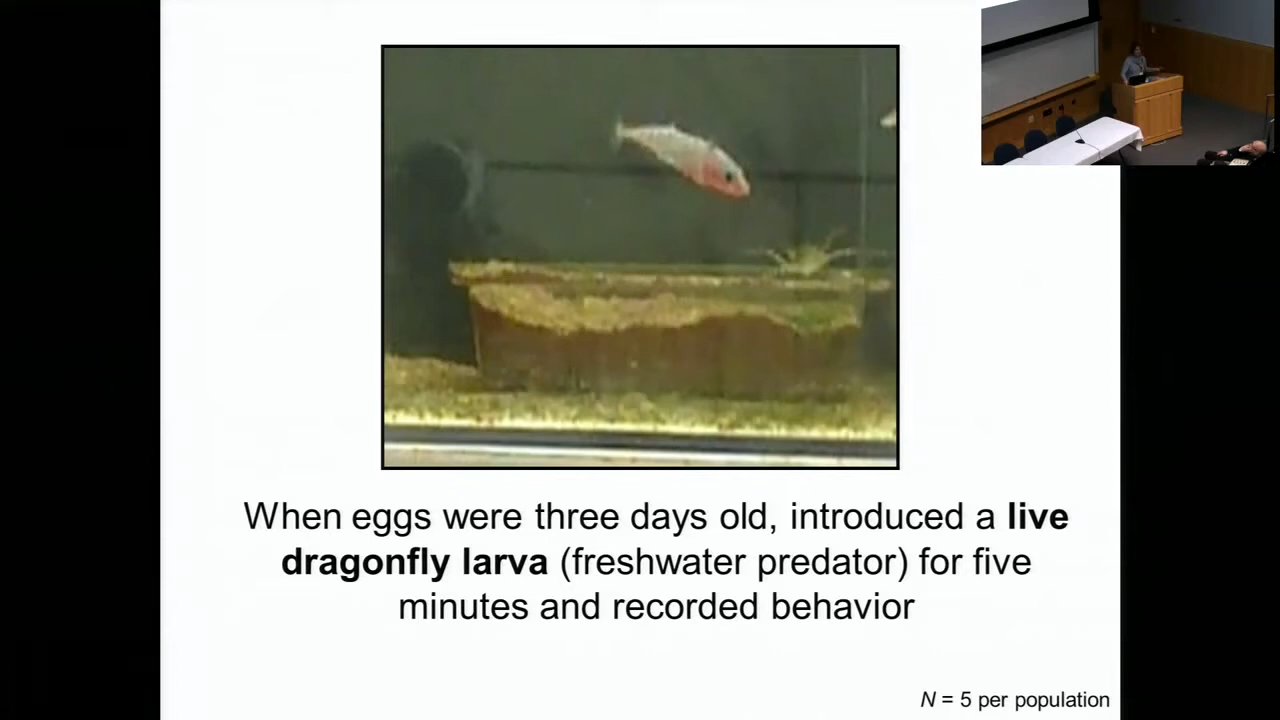 When eggs were three days old, introduced a live
dragonfly larva (freshwater predator) for five
minutes and recorded behavior
N = 5 per population